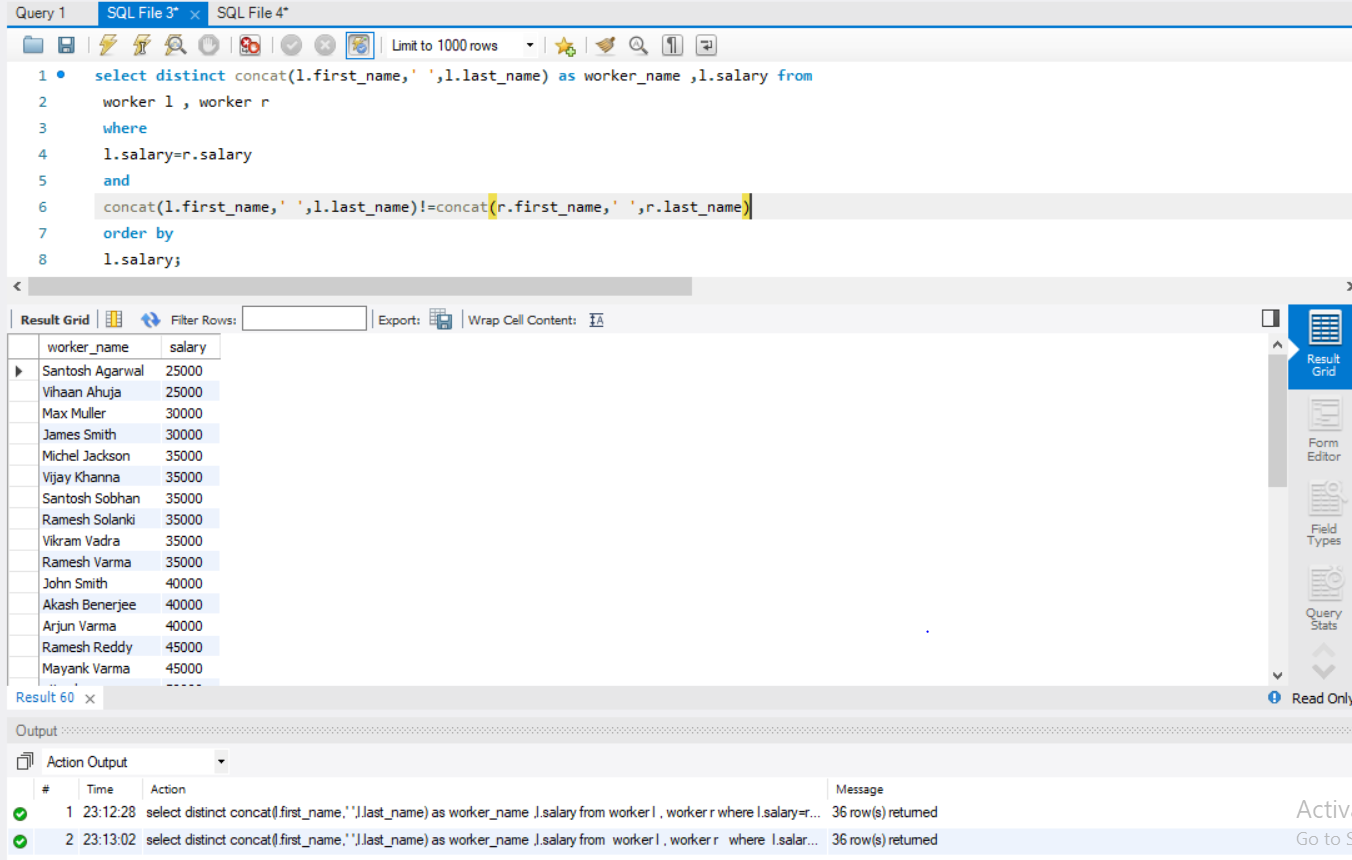 Query 1 SQL File 3* × SQL File 4*
Limit to 1000 rows
1 select distinct concat(l.first_name,' ',l.last_name) as worker_name ,l.salary from
2 worker l , worker r
3 where
4 l.salary=r.salary
5 and
6 concat(l.first_name,' ',l.last_name)!=concat(r.first_name,' ',r.last_name)
7 order by
8 l.salary;
Result Grid Filter Rows: Export: Wrap Cell Content: IA
worker_name salary
Santosh Agarwal 25000
Vihaan Ahuja 25000
Max Muller 30000
James Smith 30000
Michel Jackson 35000
Vijay Khanna 35000
Santosh Sobhan 35000
Ramesh Solanki 35000
Vikram Vadra 35000
Ramesh Varma 35000
John Smith 40000
Akash Benerjee 40000
Arjun Varma 40000
Ramesh Reddy 45000
Mayank Varma 45000
Result
Grid
Form
Editor
Field
Types
Query
Stats
Result 60 × Read Only
Output
Action Output
# Time Action Message
1 23:12:28 select distinct concat(l.first_name,' ',l.last_name) as worker_name ,l.salary from worker l , worker r where l.salary=r... 36 row(s) returned
2 23:13:02 select distinct concat(l.first_name,' ',l.last_name) as worker_name ,l.salary from worker l , worker r where l.salar... 36 row(s) returned
Activ
Go to S